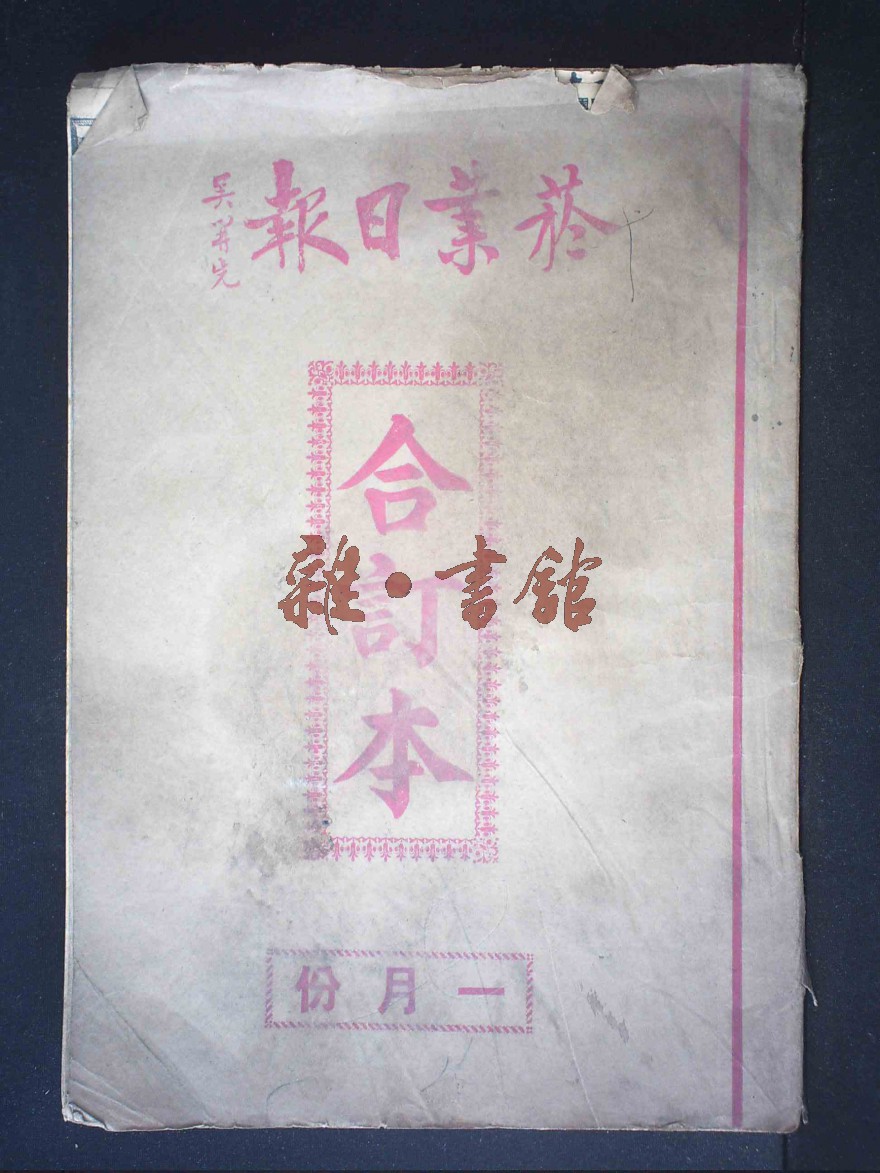 菸業日報
合訂本
雜·書館
一月份